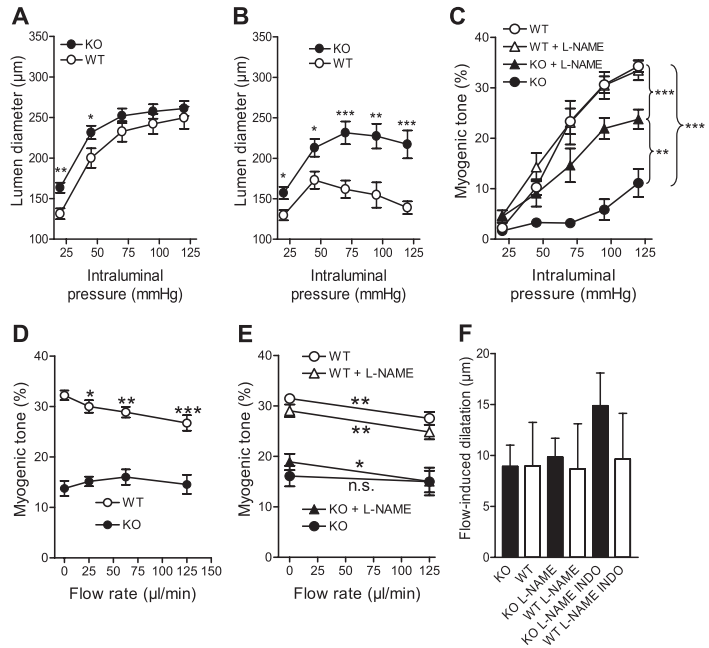 A
350
300
250
200
150
100
Lumen diameter (µm)
KO
WT
**
*
25
50
75
100
125
Intraluminal
pressure (mmHg)
B
350
300
250
200
150
100
Lumen diameter (µm)
KO
WT
*
*
***
**
***
25
50
75
100
125
Intraluminal
pressure (mmHg)
C
40
30
20
10
0
Myogenic tone (%)
WT
WT + L-NAME
KO + L-NAME
KO
***
**
***
25
50
75
100
125
Intraluminal
pressure (mmHg)
D
40
30
20
10
0
Myogenic tone (%)
*
**
***
WT
KO
0
25
50
75
100
125
150
Flow rate (µl/min)
E
40
30
20
10
0
Myogenic tone (%)
WT
WT + L-NAME
**
**
*
n.s.
KO + L-NAME
KO
0
25
50
75
100
125
Flow rate (µl/min)
F
20
15
10
5
0
Flow-induced dilatation (µm)
KO
WT
KO L-NAME
WT L-NAME
KO L-NAME INDO
WT L-NAME INDO